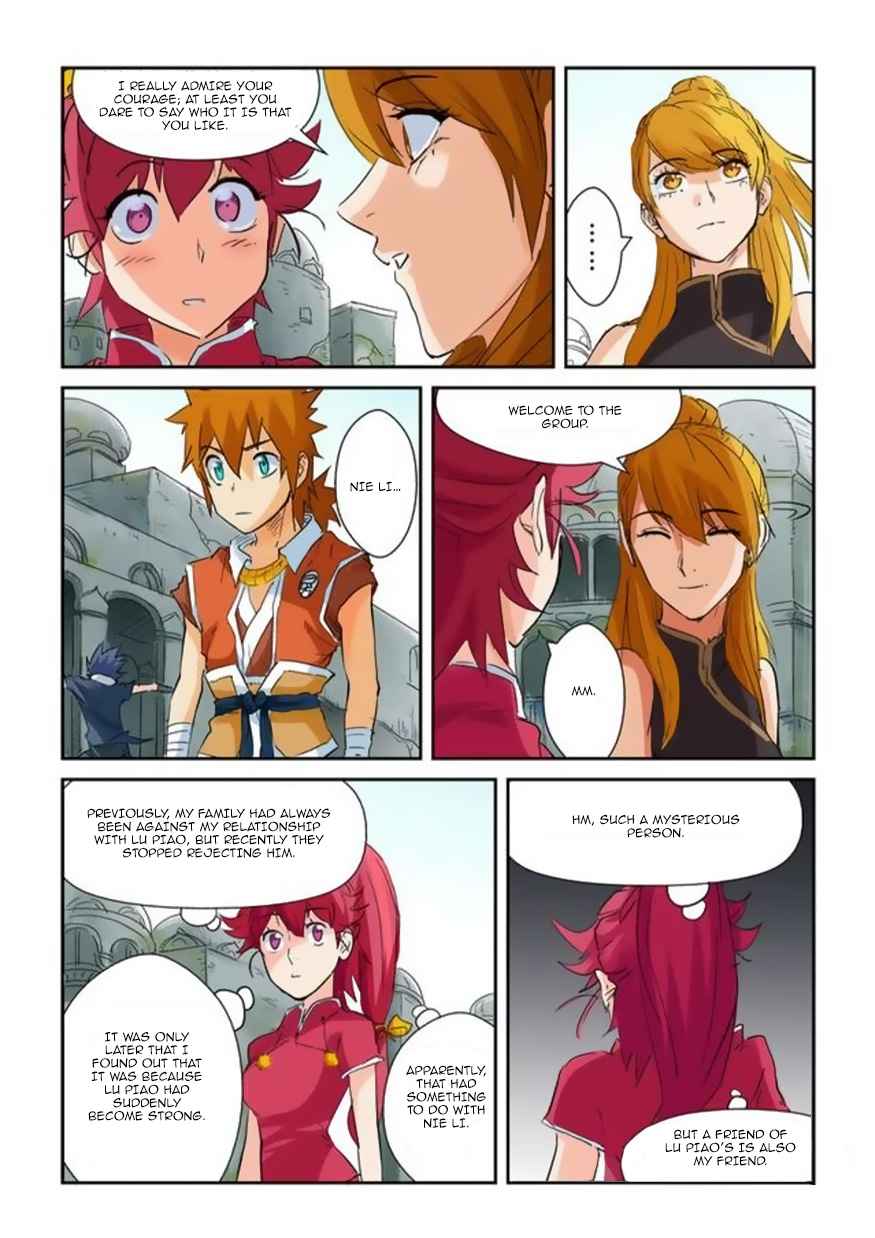 I REALLY ADMIRE YOUR
COURAGE; AT LEAST YOU
DARE TO SAY WHO IT IS THAT
YOU LIKE.
.....
NIE LI...
WELCOME TO THE
GROUP.
MM.
PREVIOUSLY, MY FAMILY HAD ALWAYS
BEEN AGAINST MY RELATIONSHIP
WITH LU PIAO, BUT RECENTLY THEY
STOPPED REJECTING HIM.
IT WAS ONLY
LATER THAT I
FOUND OUT THAT
IT WAS BECAUSE
LU PIAO HAD
SUDDENLY
BECOME STRONG.
APPARENTLY,
THAT HAD
SOMETHING
TO DO WITH
NIE LI.
HM, SUCH A MYSTERIOUS
PERSON.
BUT A FRIEND OF
LU PIAO'S IS ALSO
MY FRIEND.